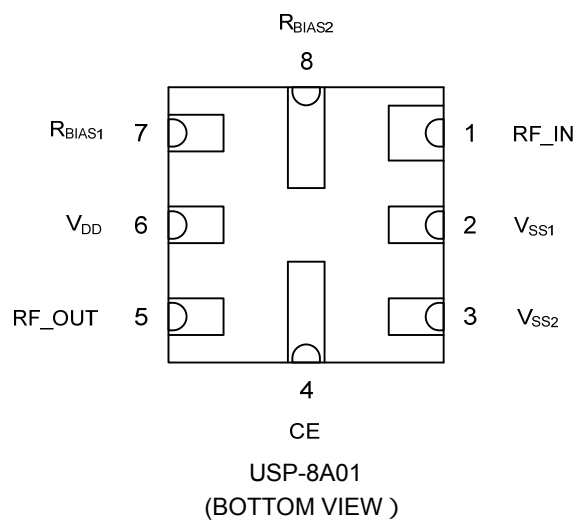 RBIAS2
8
RBIAS1 7 1 RF_IN
VDD 6 2 VSS1
RF_OUT 5 3 VSS2
4
CE
USP-8A01
(BOTTOM VIEW )